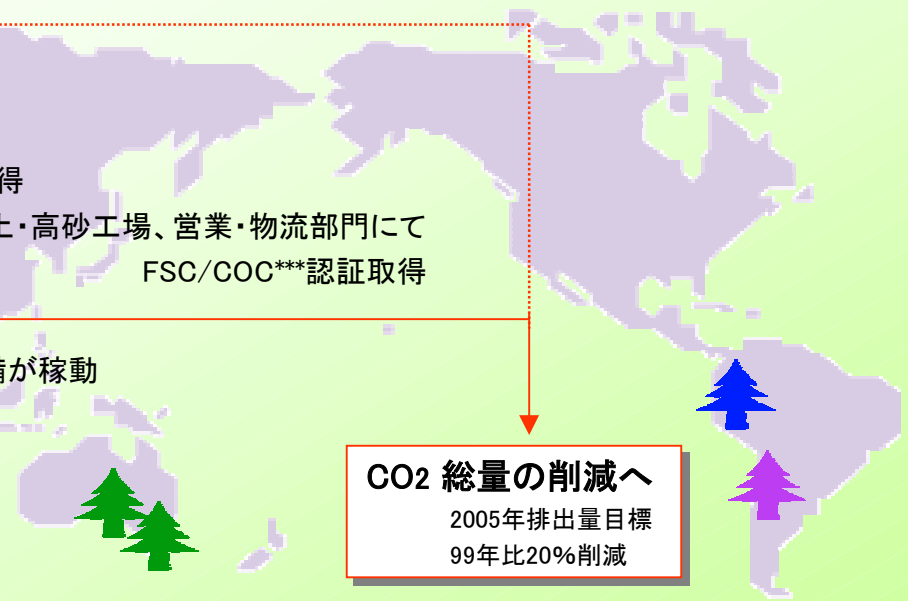 得
・高砂工場、営業・物流部門にて
FSC/COC***認証取得
が稼動
CO2 総量の削減へ
2005年排出量目標
99年比20%削減